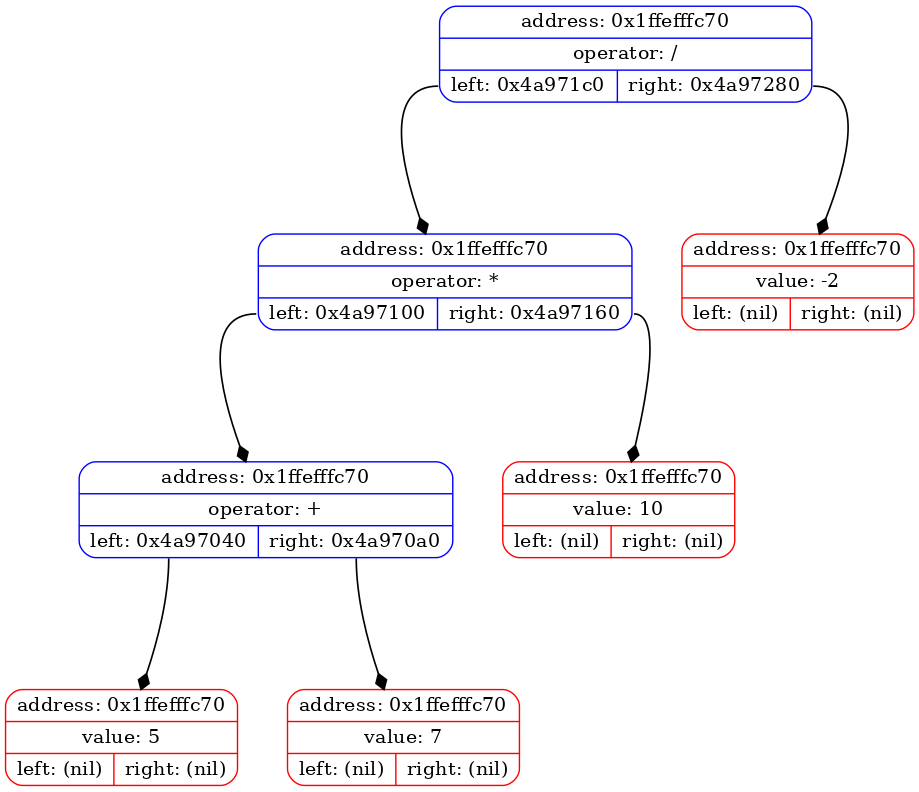 address: 0x1ffefffc70
operator: /
left: 0x4a971c0 right: 0x4a97280
address: 0x1ffefffc70
operator: *
left: 0x4a97100 right: 0x4a97160
address: 0x1ffefffc70
value: -2
left: (nil) right: (nil)
address: 0x1ffefffc70
operator: +
left: 0x4a97040 right: 0x4a970a0
address: 0x1ffefffc70
value: 10
left: (nil) right: (nil)
address: 0x1ffefffc70
value: 5
left: (nil) right: (nil)
address: 0x1ffefffc70
value: 7
left: (nil) right: (nil)